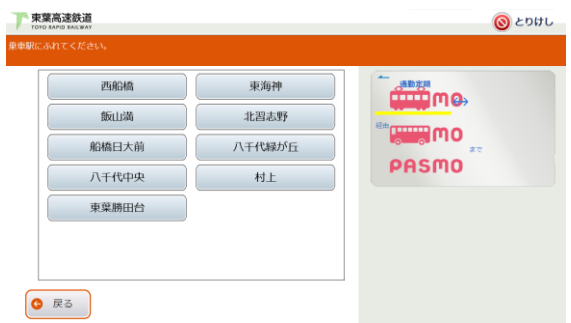 東葉高速鉄道
TOYO RAPID RAILWAY
とりけし
乗車駅にふれてください。
西船橋
東海神
飯山満
北習志野
船橋日大前
八千代緑が丘
八千代中央
村上
東葉勝田台
戻る
通勤定期
MO
経由
MO
まで
PASMO